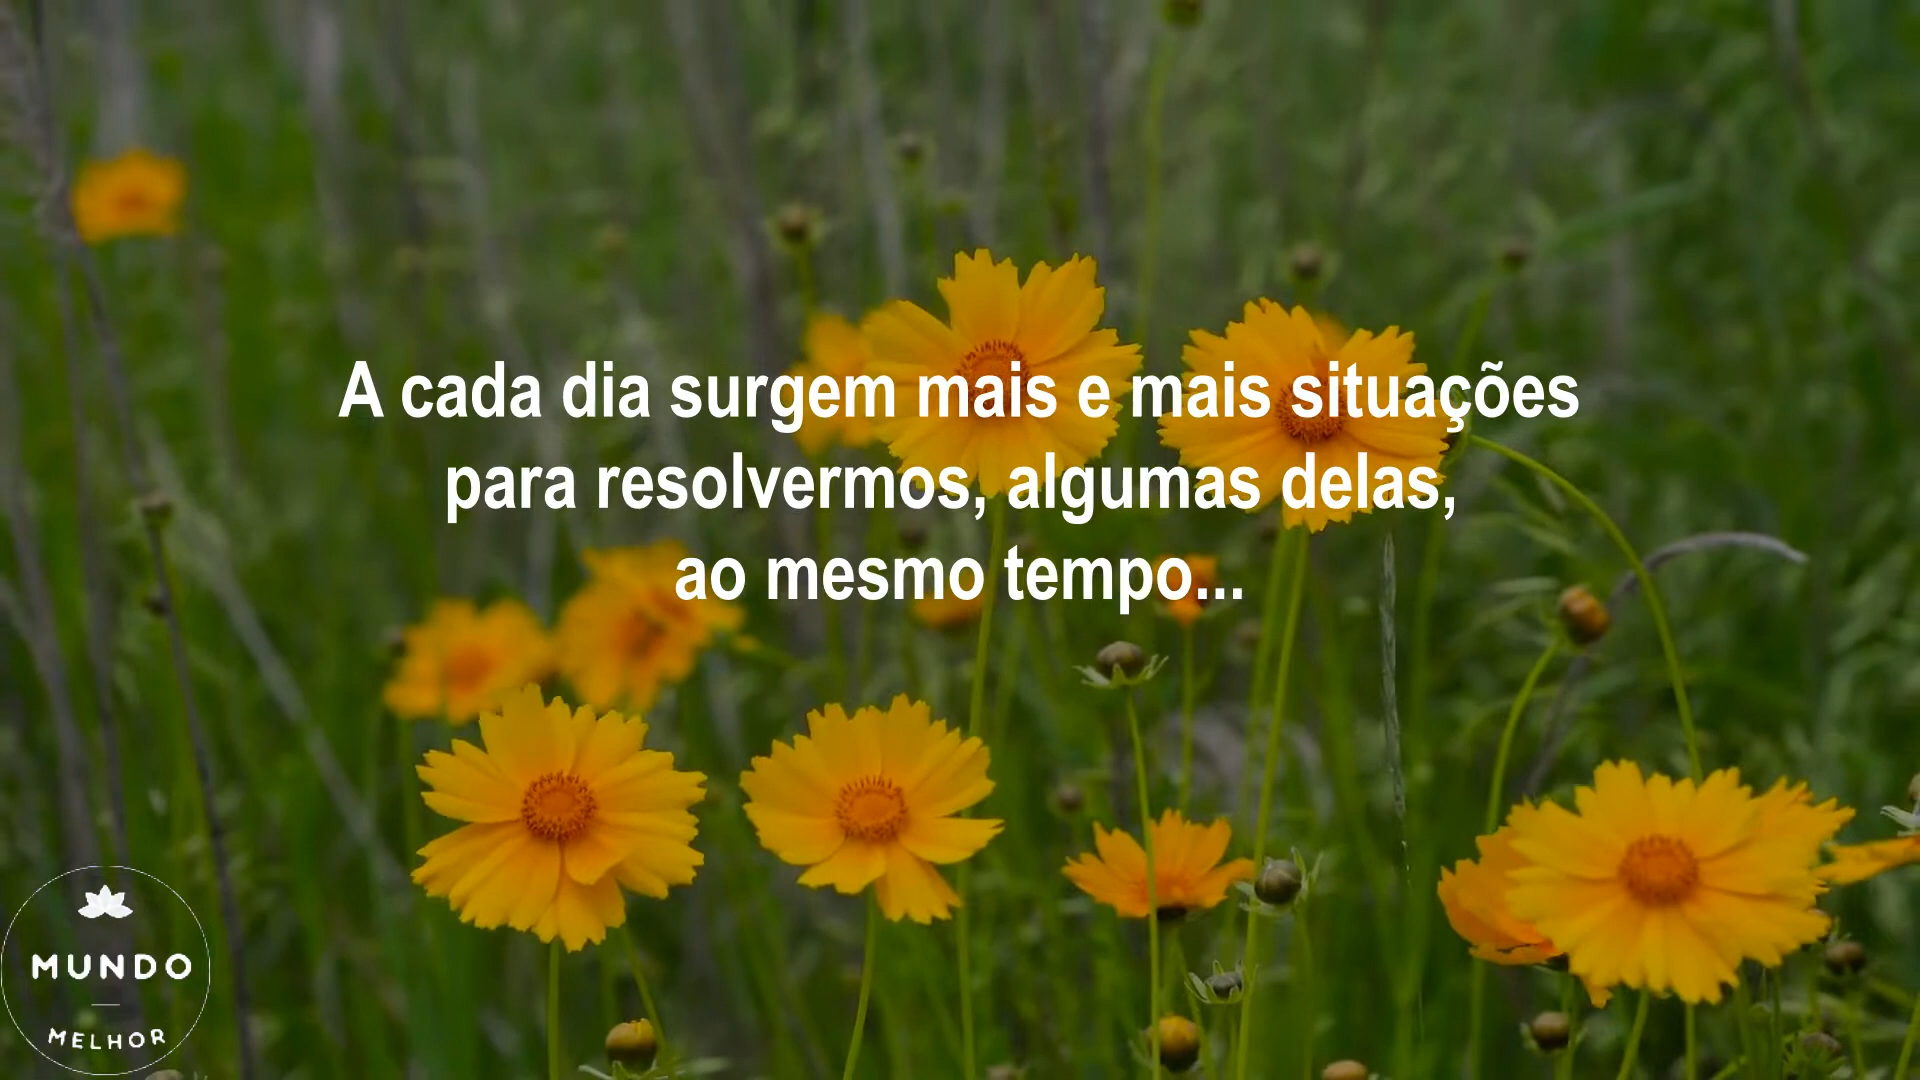 A cada dia surgem mais e mais situações
para resolvermos, algumas delas,
ao mesmo tempo...
MUNDO
MELHOR